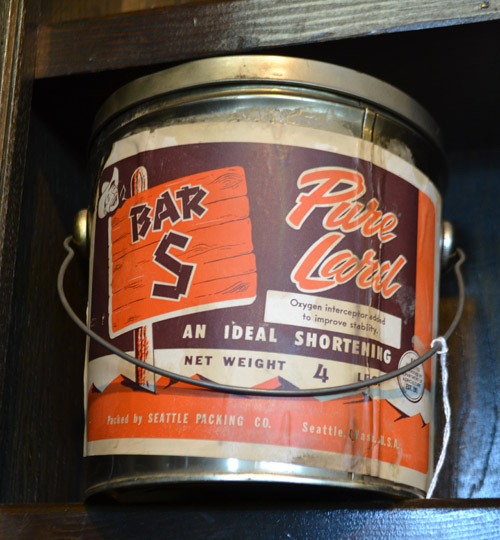 BAR
S
Pure
Lard
Oxygen interceptor added
to improve stability.
AN IDEAL SHORTENING
NET WEIGHT 4
Packed by SEATTLE PACKING CO.
Seattle, U.S.A.